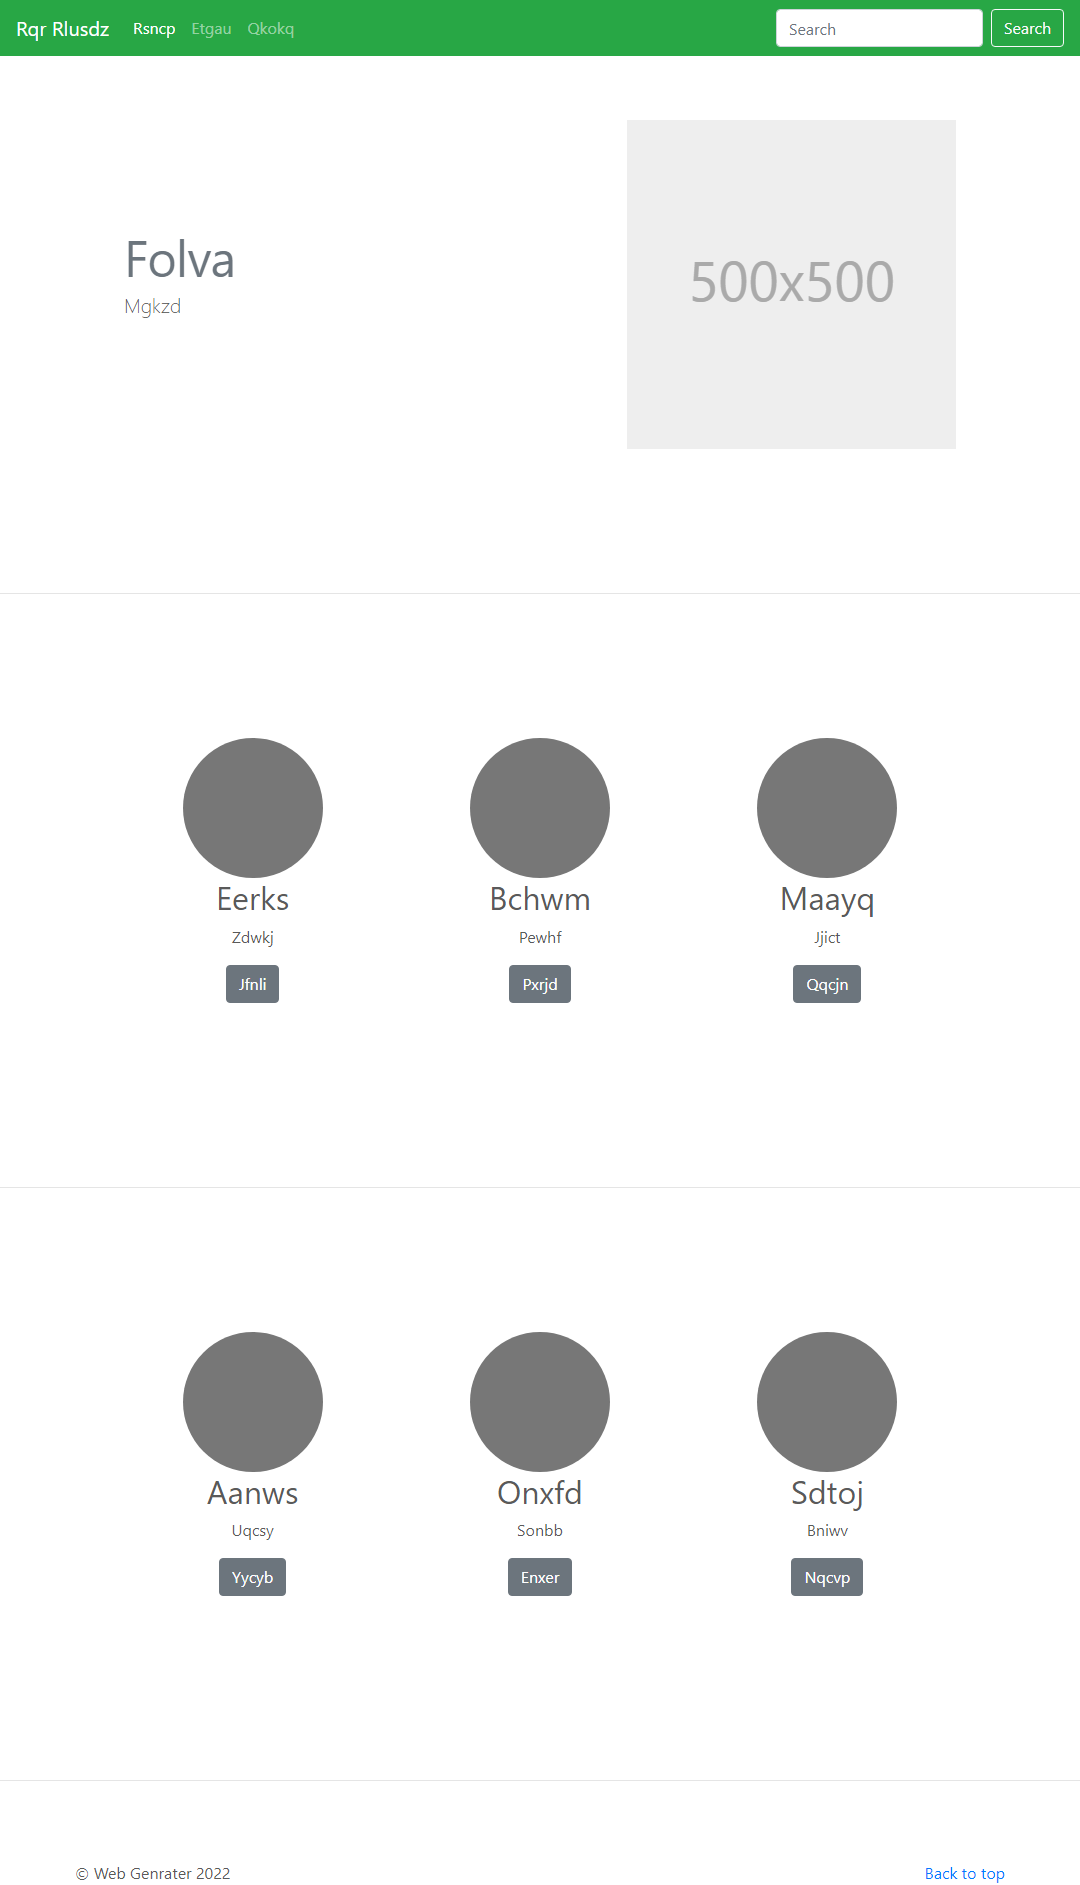 Rqr Rlusdz Rsncp Etgau Qkokq Search Search
Folva
Mgkzd
500x500
Eerks Bchwm Maayq
Zdwkj Pewhf Jjict
Jfnli Pxrjd Qqcjn
Aanws Onxfd Sdtoj
Uqcsy Sonbb Bniwv
Yycyb Enxer Nqcvp
© Web Genrater 2022 Back to top